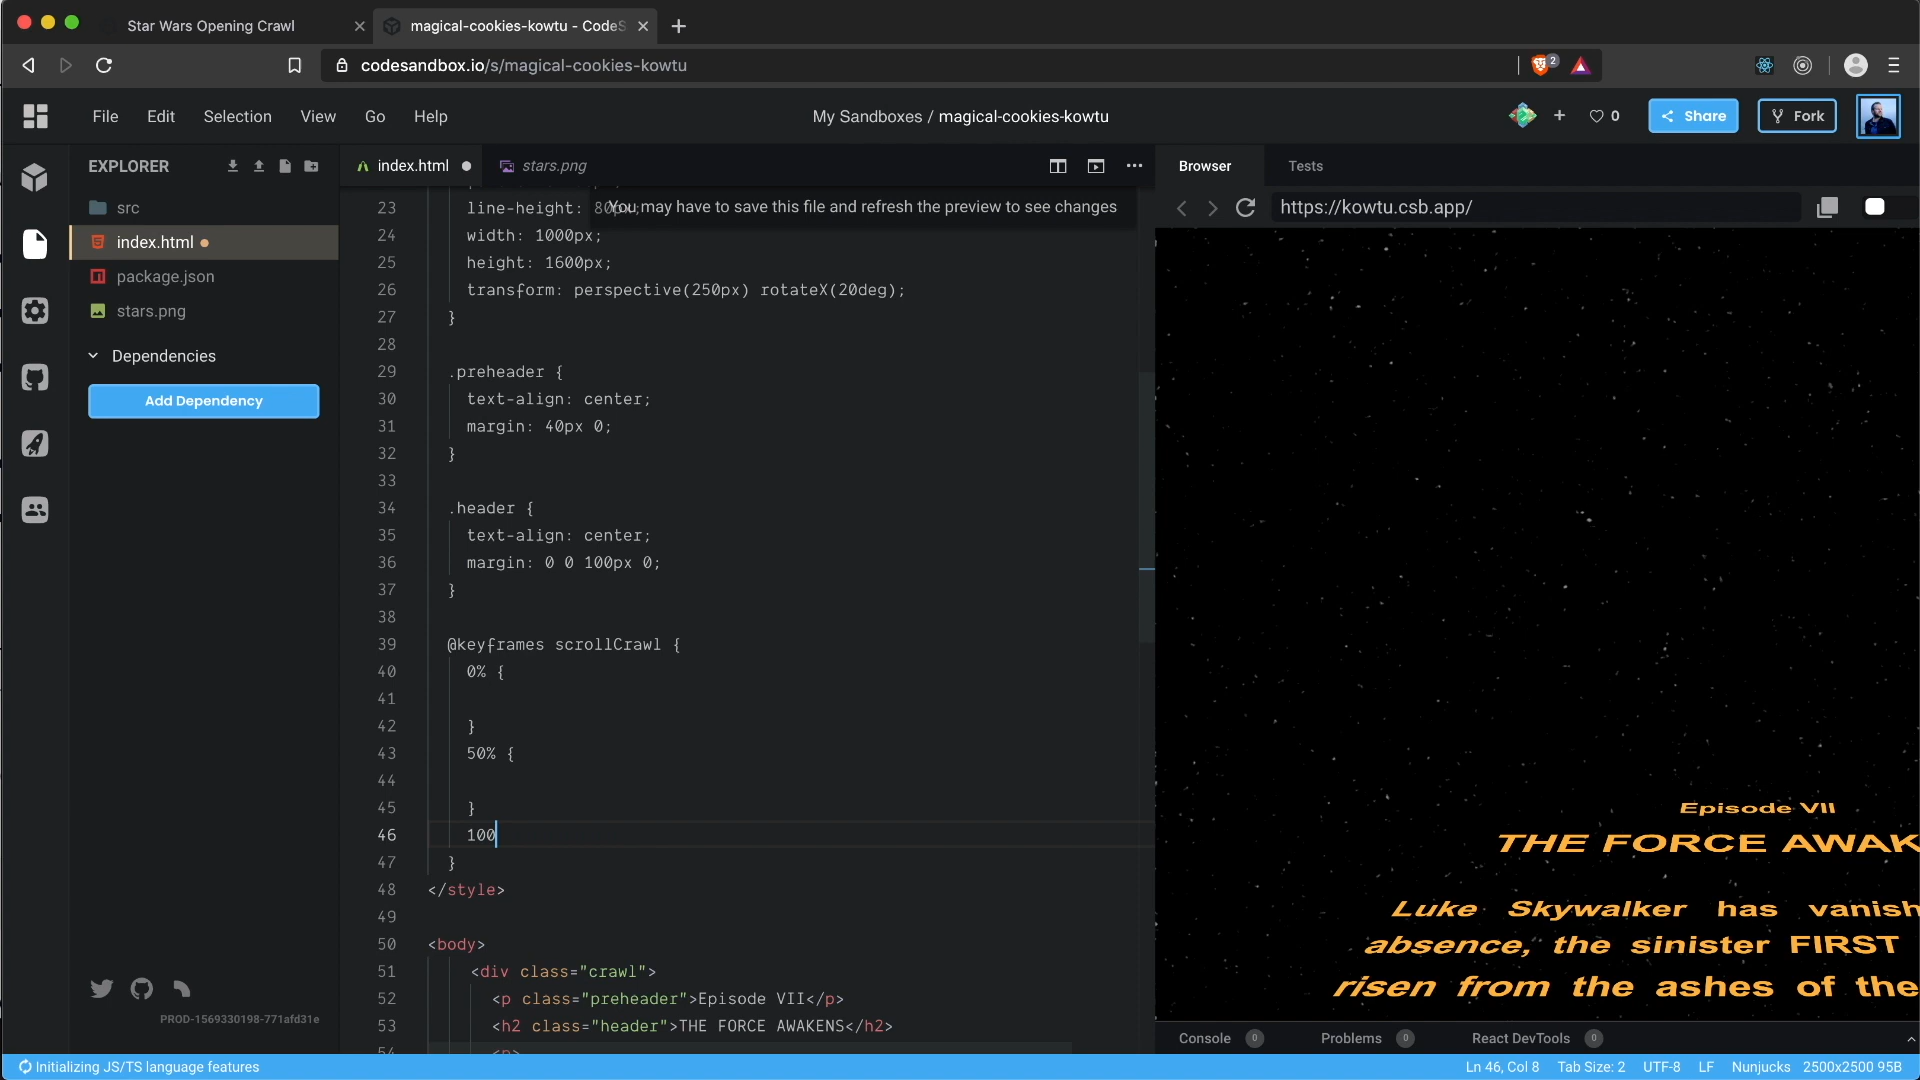 Star Wars Opening Crawl
magical-cookies-kowtu - CodeS
codesandbox.io/s/magical-cookies-kowtu
2
File Edit Selection View Go Help
My Sandboxes / magical-cookies-kowtu
0
Share
Fork
EXPLORER
src
index.html
package.json
stars.png
Dependencies
Add Dependency
PROD-1569330198-771afd31e
index.html
stars.png
You may have to save this file and refresh the preview to see changes
23 line-height: 80px;
24 width: 1000px;
25 height: 1600px;
26 transform: perspective(250px) rotateX(20deg);
27 }
28
29 .preheader {
30 text-align: center;
31 margin: 40px 0;
32 }
33
34 .header {
35 text-align: center;
36 margin: 0 0 100px 0;
37 }
38
39 @keyframes scrollCrawl {
40 0% {
41
42 }
43 50% {
44
45 }
46 100
47 }
48 </style>
49
50 <body>
51 <div class="crawl">
52 <p class="preheader">Episode VII</p>
53 <h2 class="header">THE FORCE AWAKENS</h2>
54 <p>
Browser Tests
https://kowtu.csb.app/
Episode VII
THE FORCE AWAK
Luke Skywalker has vanish
absence, the sinister FIRST
risen from the ashes of the
Console 0 Problems 0 React DevTools 0
Initializing JS/TS language features
Ln 46, Col 8 Tab Size: 2 UTF-8 LF Nunjucks 2500x2500 95B